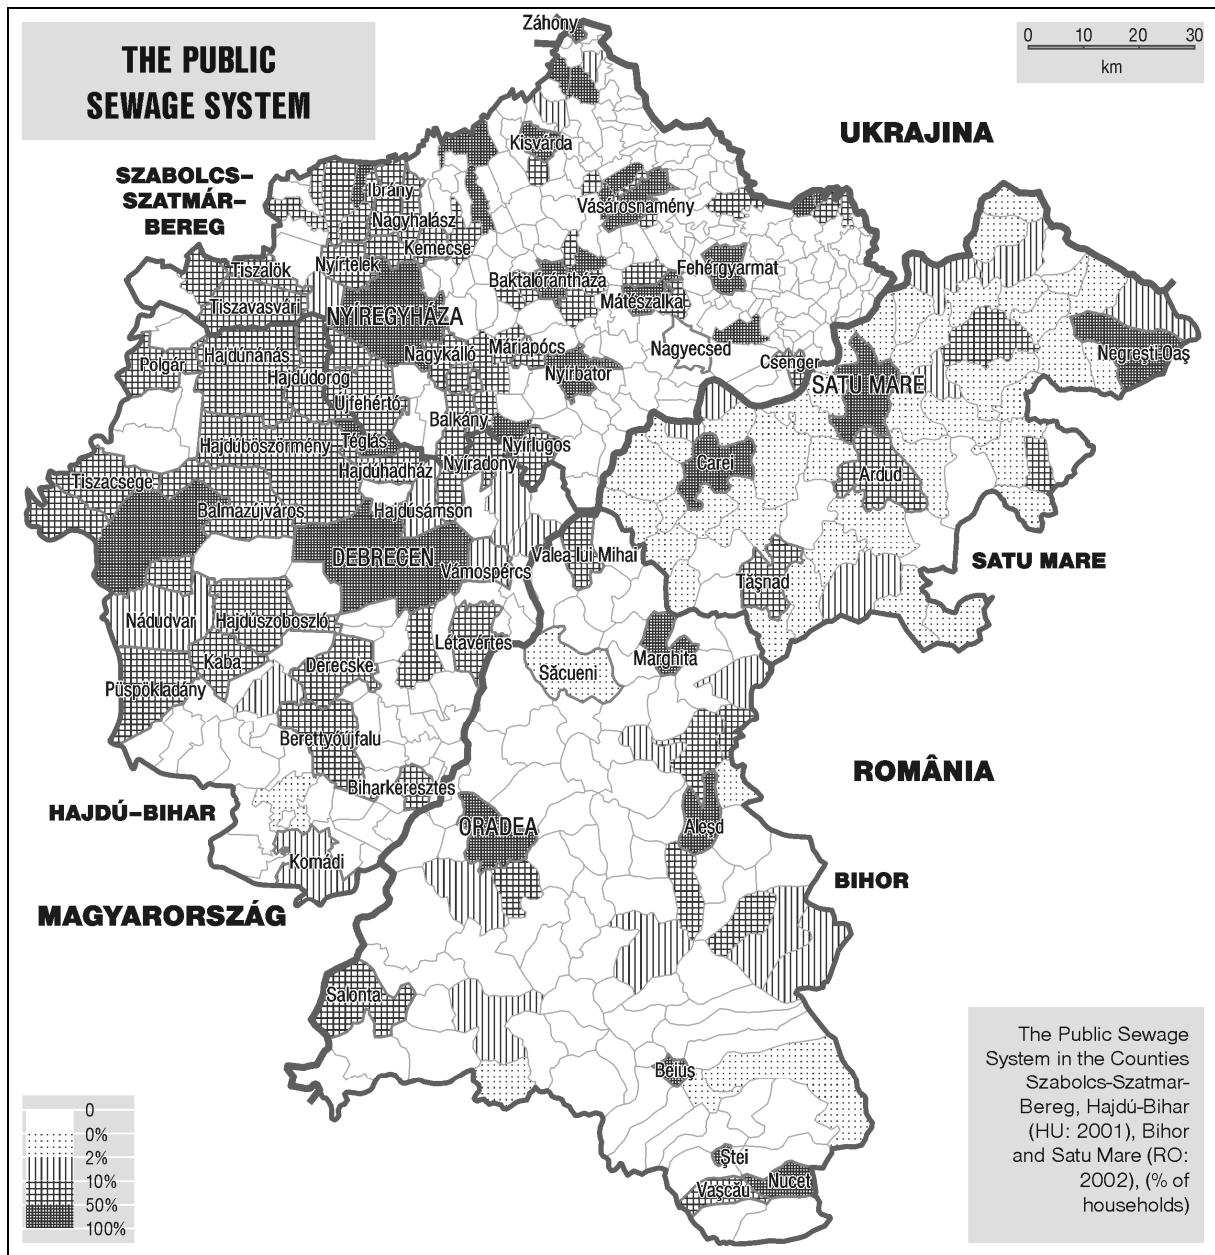 THE PUBLIC
SEWAGE SYSTEM
0 10 20 30
km
Záhony
UKRAJINA
Kisvárda
SZABOLCS–
SZATMÁR–
BEREG
Ibrány
Vásárosnamény
Nagyhalász
Kemecse
Nyírtelek
Tiszalök
Fehérgyarmat
Baktalórántháza
Mátészalka
Tiszavasvári
NYÍREGYHÁZA
Nagykálló
Máriapócs
Nagyecsed
Csenger
Negresti-Oaş
Polgár
Hajdúnánás
Hajdúdorog
Nyírbátor
SATU MARE
Újfehértó
Balkány
Hajdúböszörmény
Téglás
Nyírlugos
Hajdúhadház
Nyíradony
Carei
Ardud
Tiszacsege
Balmazújváros
Hajdúsámson
DEBRECEN
Vámospércs
Valea lui Mihai
SATU MARE
Tăşnad
Nádudvar
Hajdúszoboszló
Létavértes
Kaba
Derecske
Săcueni
Marghita
Püspökladány
Berettyóújfalu
ROMÂNIA
Biharkeresztes
HAJDÚ–BIHAR
ORADEA
Aleşd
Komádi
BIHOR
MAGYARORSZÁG
Salonta
Beiuş
Ştei
Vaşcău
Nucet
0
0%
2%
10%
50%
100%
The Public Sewage
System in the Counties
Szabolcs-Szatmar-
Bereg, Hajdú-Bihar
(HU: 2001), Bihor
and Satu Mare (RO:
2002), (% of
households)